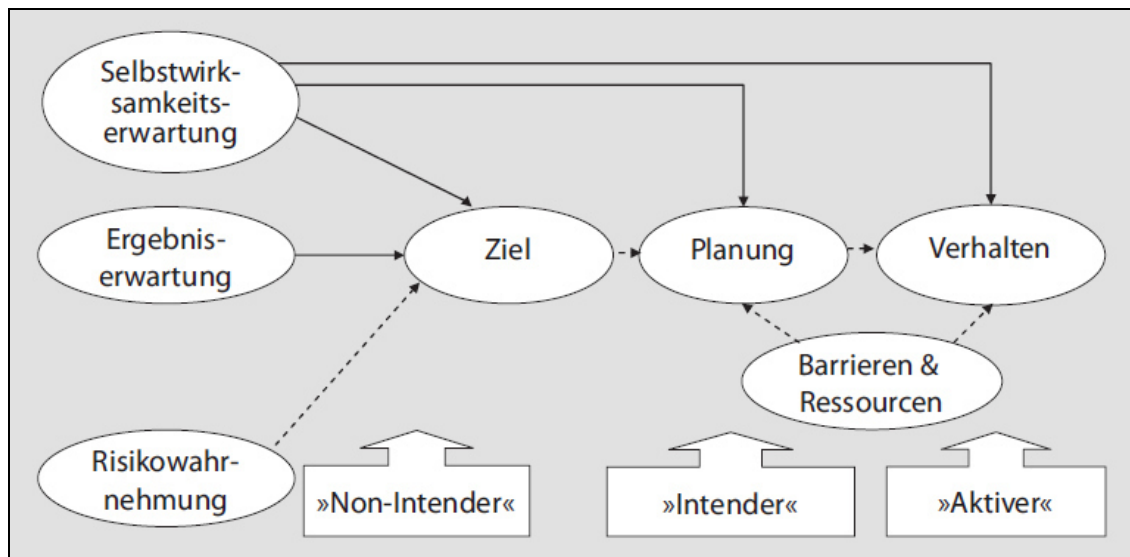 Selbstwirk-
samkeits-
erwartung
Ergebnis-
erwartung
Ziel
Planung
Verhalten
Barrieren &
Ressourcen
Risikowahr-
nehmung
»Non-Intender«
»Intender«
»Aktiver«